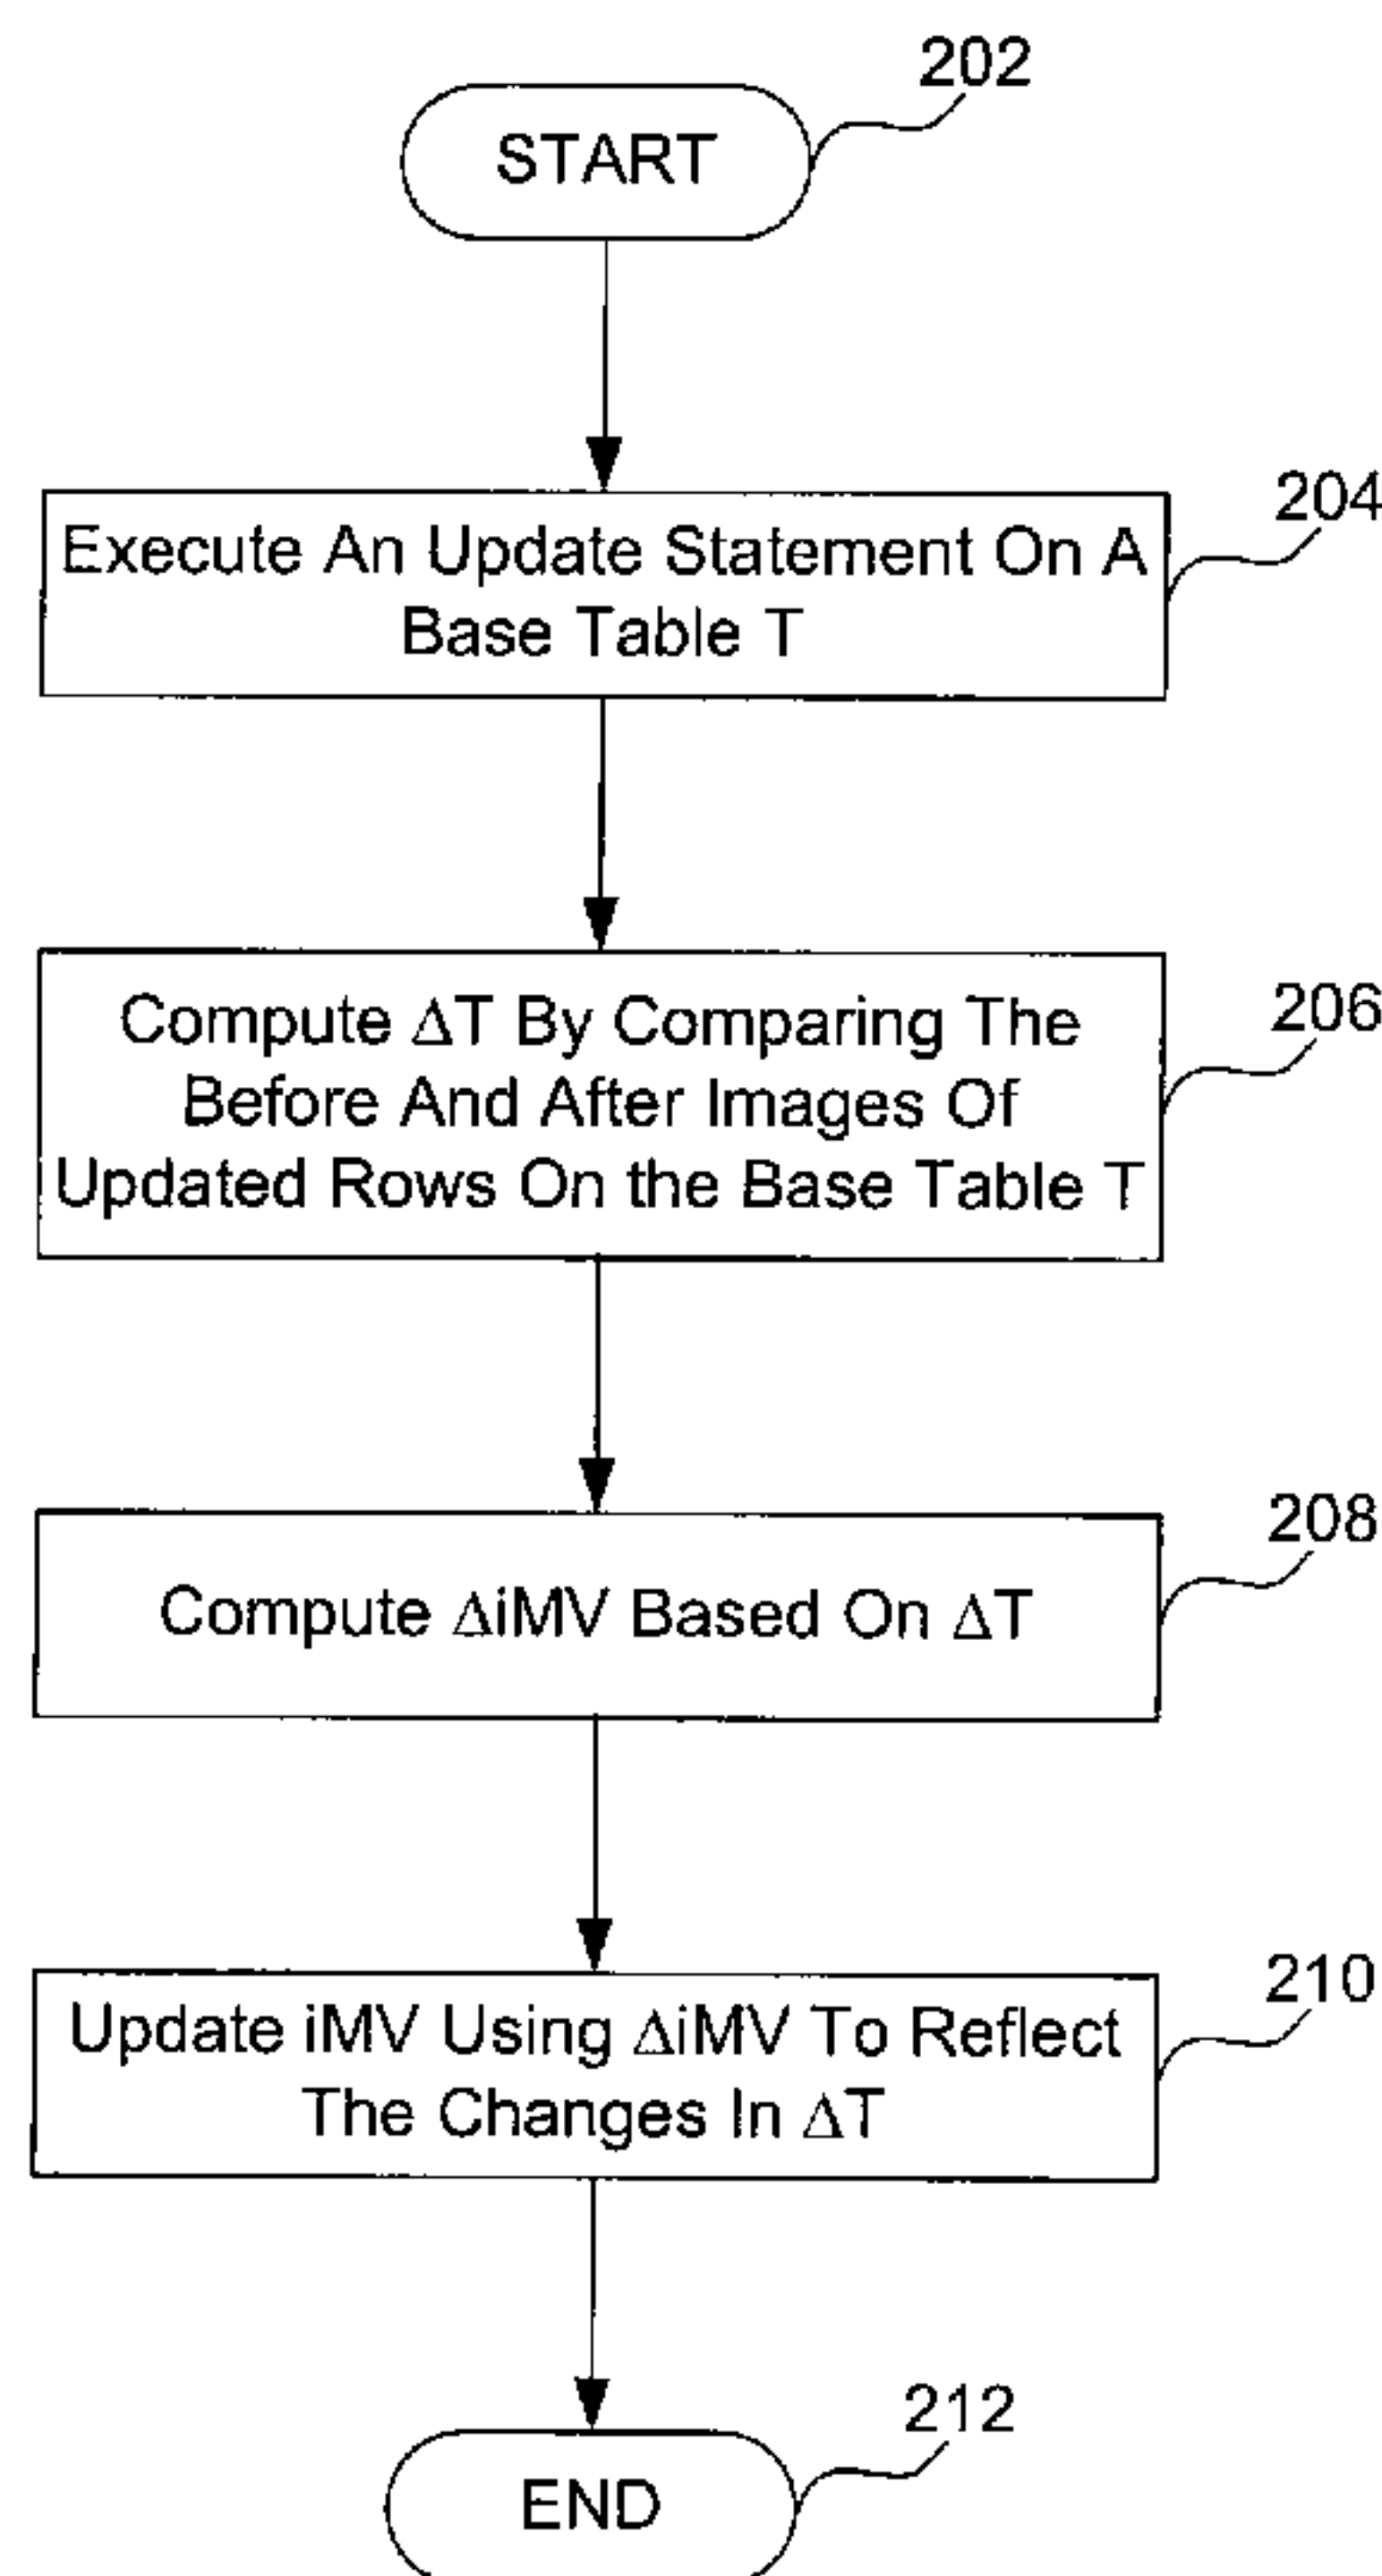 202
START
204
Execute An Update Statement On A
Base Table T
206
Compute ΔT By Comparing The
Before And After Images Of
Updated Rows On the Base Table T
208
Compute ΔiMV Based On ΔT
210
Update iMV Using ΔiMV To Reflect
The Changes In ΔT
212
END